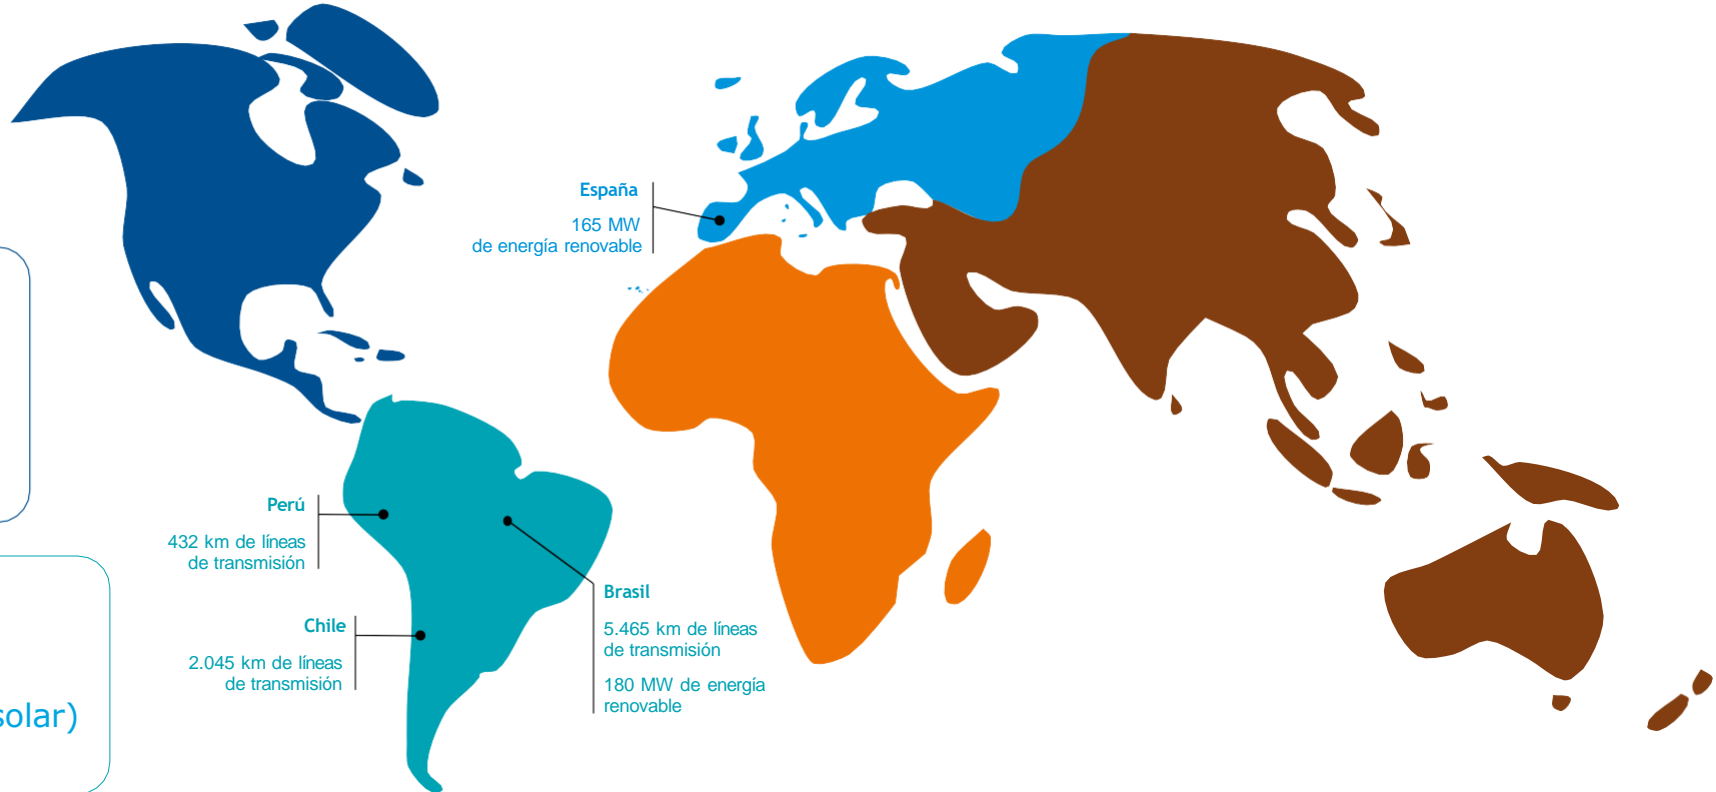 España
165 MW
de energía renovable
Perú
432 km de líneas
de transmisión
Chile
2.045 km de líneas
de transmisión
Brasil
5.465 km de líneas
de transmisión
180 MW de energía
renovable
solar)